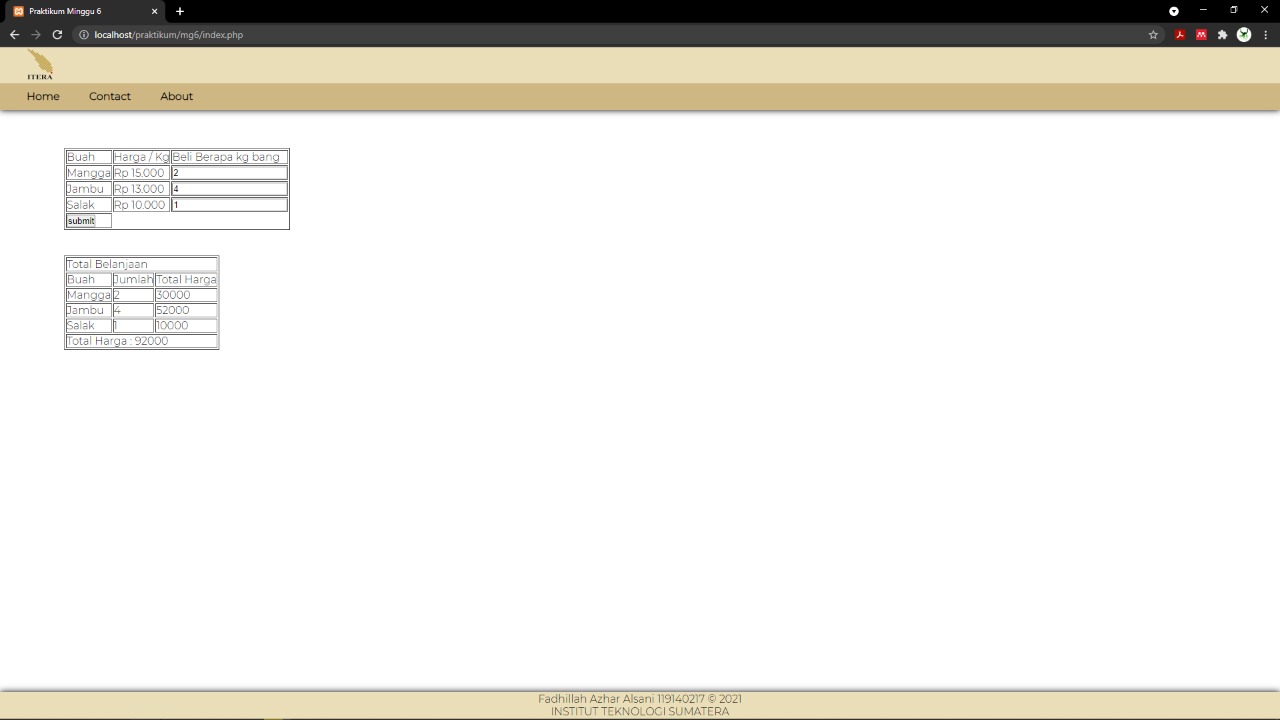 Praktikum Minggu 6
localhost/praktikum/mg6/index.php
ITERA
Home Contact About
Buah Harga / Kg Beli Berapa kg bang
Mangga Rp 15.000 2
Jambu Rp 13.000 4
Salak Rp 10.000 1
submit
Total Belanjaan
Buah Jumlah Total Harga
Mangga 2 30000
Jambu 4 52000
Salak 1 10000
Total Harga : 92000
Fadhillah Azhar Alsani 119140217 © 2021
INSTITUT TEKNOLOGI SUMATERA